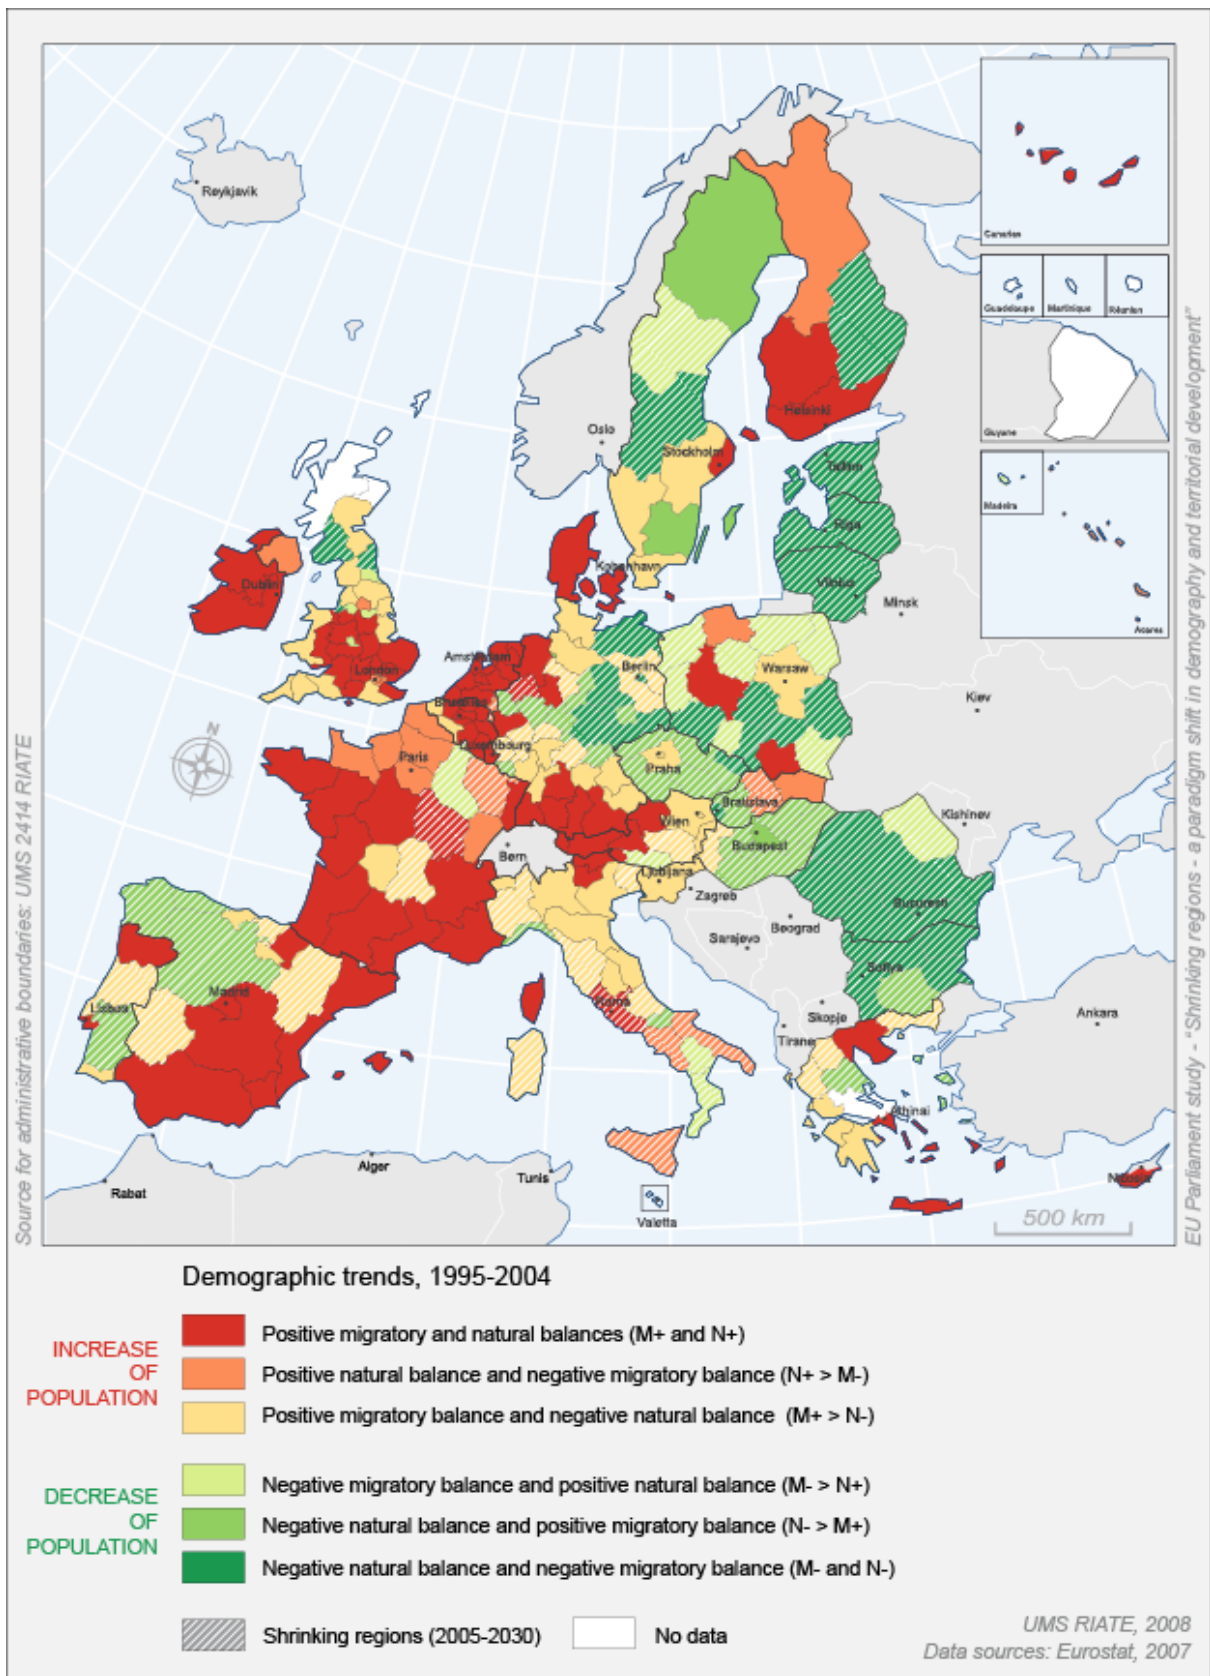 Canarias
Reykjavik
Guadaloupe
Martinique
Réunion
Guyane
Madeira
Acores
Oslo
Helsinki
Stockholm
Tallinn
Riga
Vilnius
Minsk
København
Dublin
London
Amsterdam
Berlin
Warsaw
Kiev
Bruxelles
Luxembourg
N
Paris
Praha
Bratislava
Kishinev
Wien
Bern
Budapest
Ljubljana
Zagreb
Bucuresti
Beograd
Sarajevo
Sofiya
Madrid
Lisboa
Roma
Skopje
Tirane
Ankara
Athinai
Nicosia
Alger
Tunis
Rabat
Valetta
500 km
Source for administrative boundaries: UMS 2414 RIATE
EU Parliament study - “Shrinking regions - a paradigm shift in demography and territorial development”
Demographic trends, 1995-2004
INCREASE
OF
POPULATION
Positive migratory and natural balances (M+ and N+)
Positive natural balance and negative migratory balance (N+ > M-)
Positive migratory balance and negative natural balance (M+ > N-)
DECREASE
OF
POPULATION
Negative migratory balance and positive natural balance (M- > N+)
Negative natural balance and positive migratory balance (N- > M+)
Negative natural balance and negative migratory balance (M- and N-)
Shrinking regions (2005-2030)
No data
UMS RIATE, 2008
Data sources: Eurostat, 2007